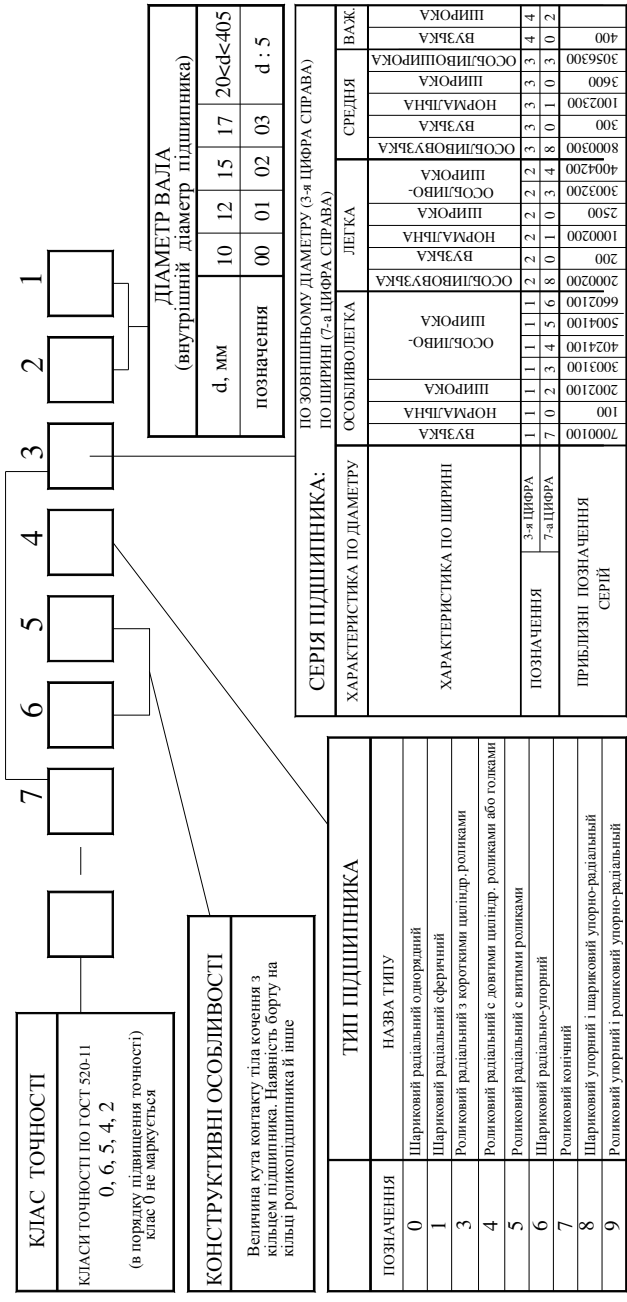 7 6 5 4 3 2 1
КЛАС ТОЧНОСТІ
КЛАСИ ТОЧНОСТІ ПО ГОСТ 520-11
0, 6, 5, 4, 2
(в порядку підвищення точності)
клас 0 не маркується
КОНСТРУКТИВНІ ОСОБЛИВОСТІ
Величина кута контакту тіла кочення з
кільцем підшипника. Наявність борту на
кільці роликопідшипника й інше
ТИП ПІДШИПНИКА
ПОЗНАЧЕННЯ НАЗВА ТИПУ
0 Шариковий радіальний однорядний
1 Шариковий радіальний сферичний
3 Роликовий радіальний з короткими циліндр.роликами
4 Роликовий радіальний с довгими циліндр. роликами або голками
5 Роликовий радіальний с витими роликами
6 Шариковий радіально-упорний
7 Роликовий конічний
8 Шариковий упорний і шариковий упорно-радіальный
9 Роликовий упорний і роликовий упорно-радіальный
ДІАМЕТР ВАЛА
(внутрішній діаметр підшипника)
d, мм 10 12 15 17 20<d<405
позначення 00 01 02 03 d : 5
СЕРІЯ ПІДШИПНИКА:
ПО ЗОВНІШНЬОМУ ДІАМЕТРУ (3-я ЦИФРА СПРАВА)
ПО ШИРИНІ (7-а ЦИФРА СПРАВА)
ХАРАКТЕРИСТИКА ПО ДІАМЕТРУ ОСОБЛИВОЛЕГКА ЛЕГКА СРЕДНЯ ВАЖ.
ХАРАКТЕРИСТИКА ПО ШИРИНІ ВУЗЬКА НОРМАЛЬНА ШИРОКА ОСОБЛИВО-ШИРОКА ОСОБЛИВОВУЗЬКА ВУЗЬКА НОРМАЛЬНА ШИРОКА ОСОБЛИВО-ШИРОКА ОСОБЛИВОВУЗЬКА ВУЗЬКА НОРМАЛЬНА ШИРОКА ОСОБЛИВОШИРОКА ВУЗЬКА ШИРОКА
ПОЗНАЧЕННЯ
3-я ЦИФРА 1 1 1 1 1 1 1 2 2 2 2 2 2 3 3 3 3 3 4 4
7-а ЦИФРА 7 0 2 3 4 5 6 8 0 1 0 3 4 8 0 1 0 3 0 2
ПРИБЛИЗНІ ПОЗНАЧЕННЯ
СЕРІЙ
7000100 100 2002100 3003100 4024100 5004100 6602100 2000200 200 1000200 2500 3003200 4004200 8000300 300 1002300 3600 3056300 400